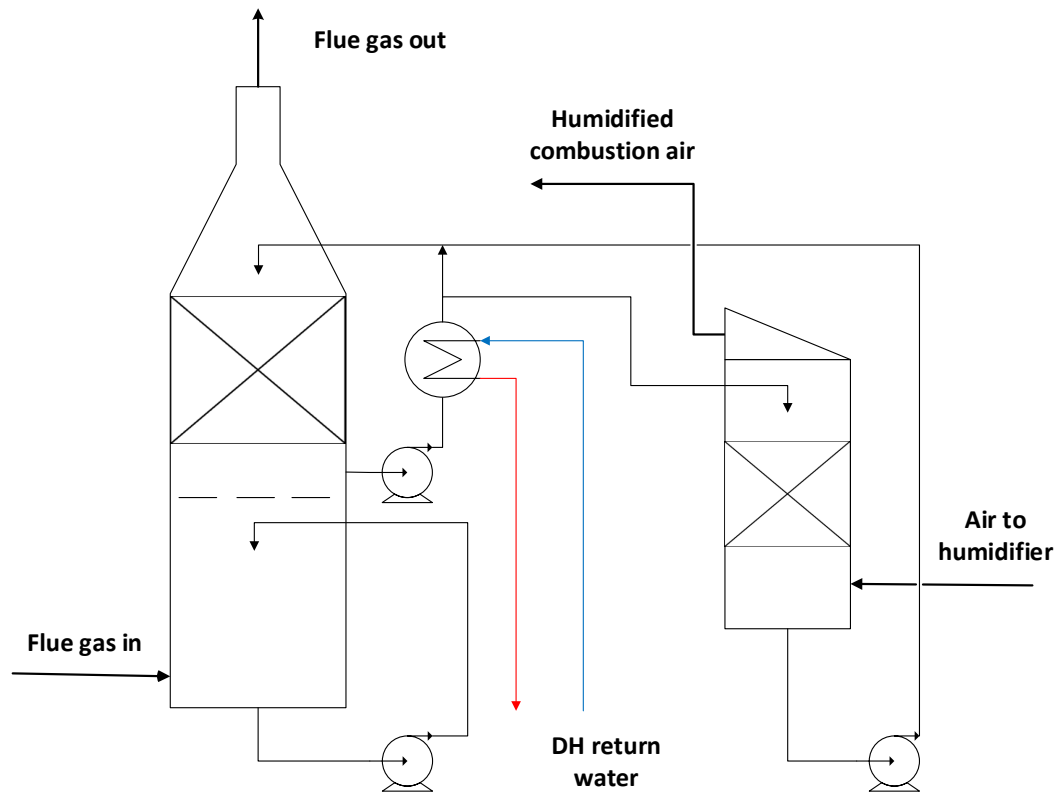 Flue gas out
Humidified
combustion air
Air to
humidifier
Flue gas in
DH return
water